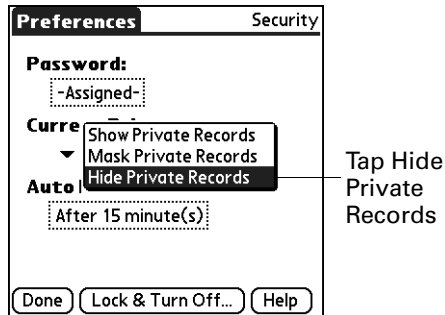 Preferences Security
Password:
-Assigned-
Curre
Show Private Records
Mask Private Records
Hide Private Records
Auto
After 15 minute(s)
Done Lock & Turn Off... Help
Tap Hide
Private
Records